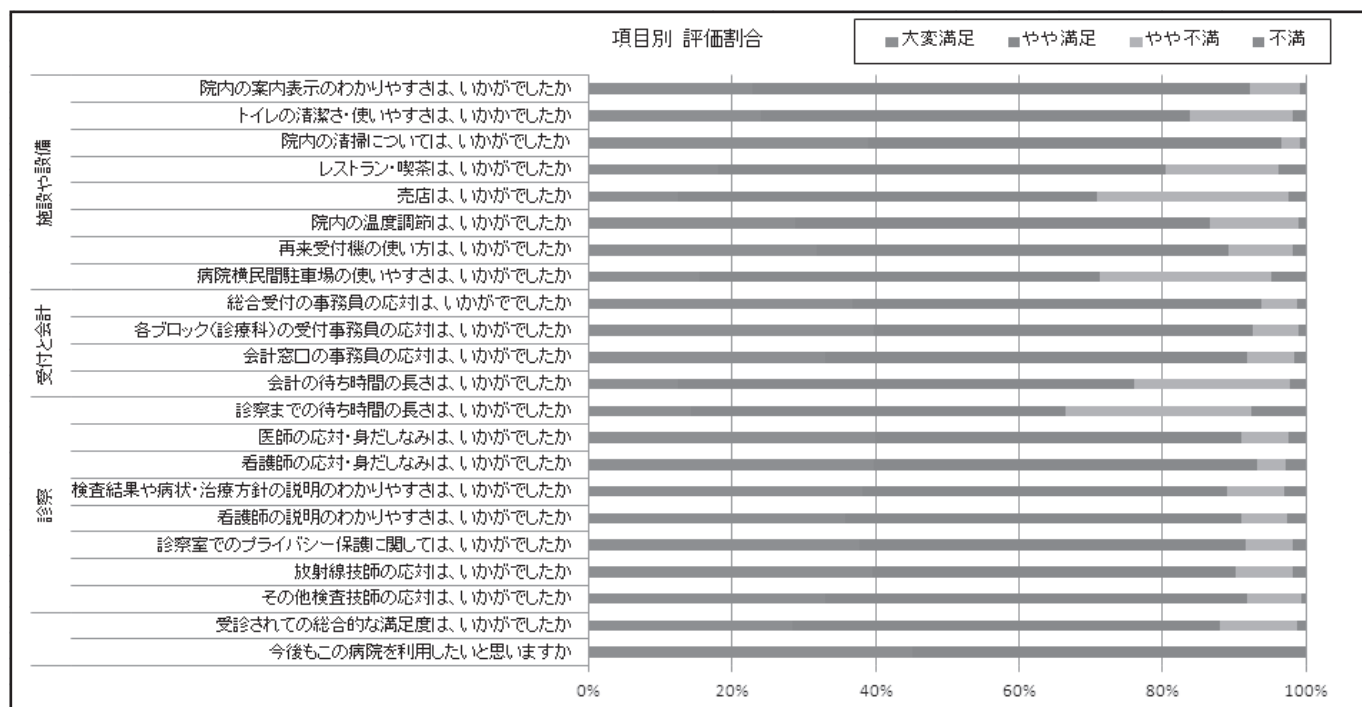 項目別 評価割合
■大変満足 ■やや満足 ■やや不満 ■不満
施設や設備
院内の案内表示のわかりやすさは、いかがでしたか
トイレの清潔さ・使いやすさは、いかがでしたか
院内の清掃については、いかがでしたか
レストラン・喫茶は、いかがでしたか
売店は、いかがでしたか
院内の温度調節は、いかがでしたか
再来受付機の使い方は、いかがでしたか
病院横民間駐車場の使いやすさは、いかがでしたか
受付と会計
総合受付の事務員の応対は、いかがででしたか
各ブロック(診療科)の受付事務員の応対は、いかがでしたか
会計窓口の事務員の応対は、いかがでしたか
会計の待ち時間の長さは、いかがでしたか
診察
診察までの待ち時間の長さは、いかがでしたか
医師の応対・身だしなみは、いかがでしたか
看護師の応対・身だしなみは、いかがでしたか
検査結果や病状・治療方針の説明のわかりやすさは、いかがでしたか
看護師の説明のわかりやすさは、いかがでしたか
診察室でのプライバシー保護に関しては、いかがでしたか
放射線技師の応対は、いかがでしたか
その他検査技師の応対は、いかがでしたか
受診されての総合的な満足度は、いかがでしたか
今後もこの病院を利用したいと思いますか
0% 20% 40% 60% 80% 100%